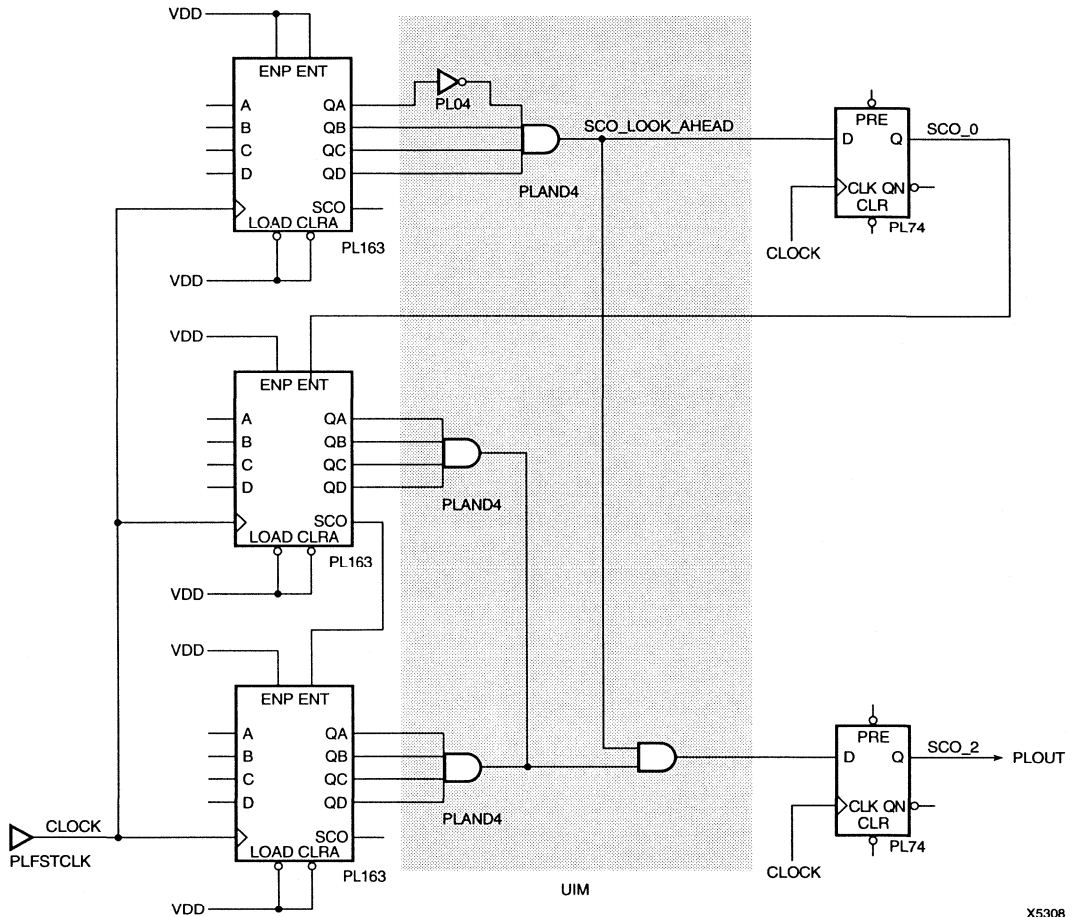 VDD
ENP ENT
A QA
B QB
C QC
D QD
SCO
LOAD CLRA
PL163
VDD
PL04
PLAND4
SCO_LOOK_AHEAD
PRE
D Q
SCO_0
CLK QN
CLR
PL74
CLOCK
VDD
ENP ENT
A QA
B QB
C QC
D QD
SCO
LOAD CLRA
PL163
VDD
PLAND4
VDD
ENP ENT
A QA
B QB
C QC
D QD
SCO
LOAD CLRA
PL163
VDD
PLAND4
CLOCK
PLFSTCLK
PRE
D Q
SCO_2
PLOUT
CLK QN
CLR
PL74
CLOCK
UIM
X5308